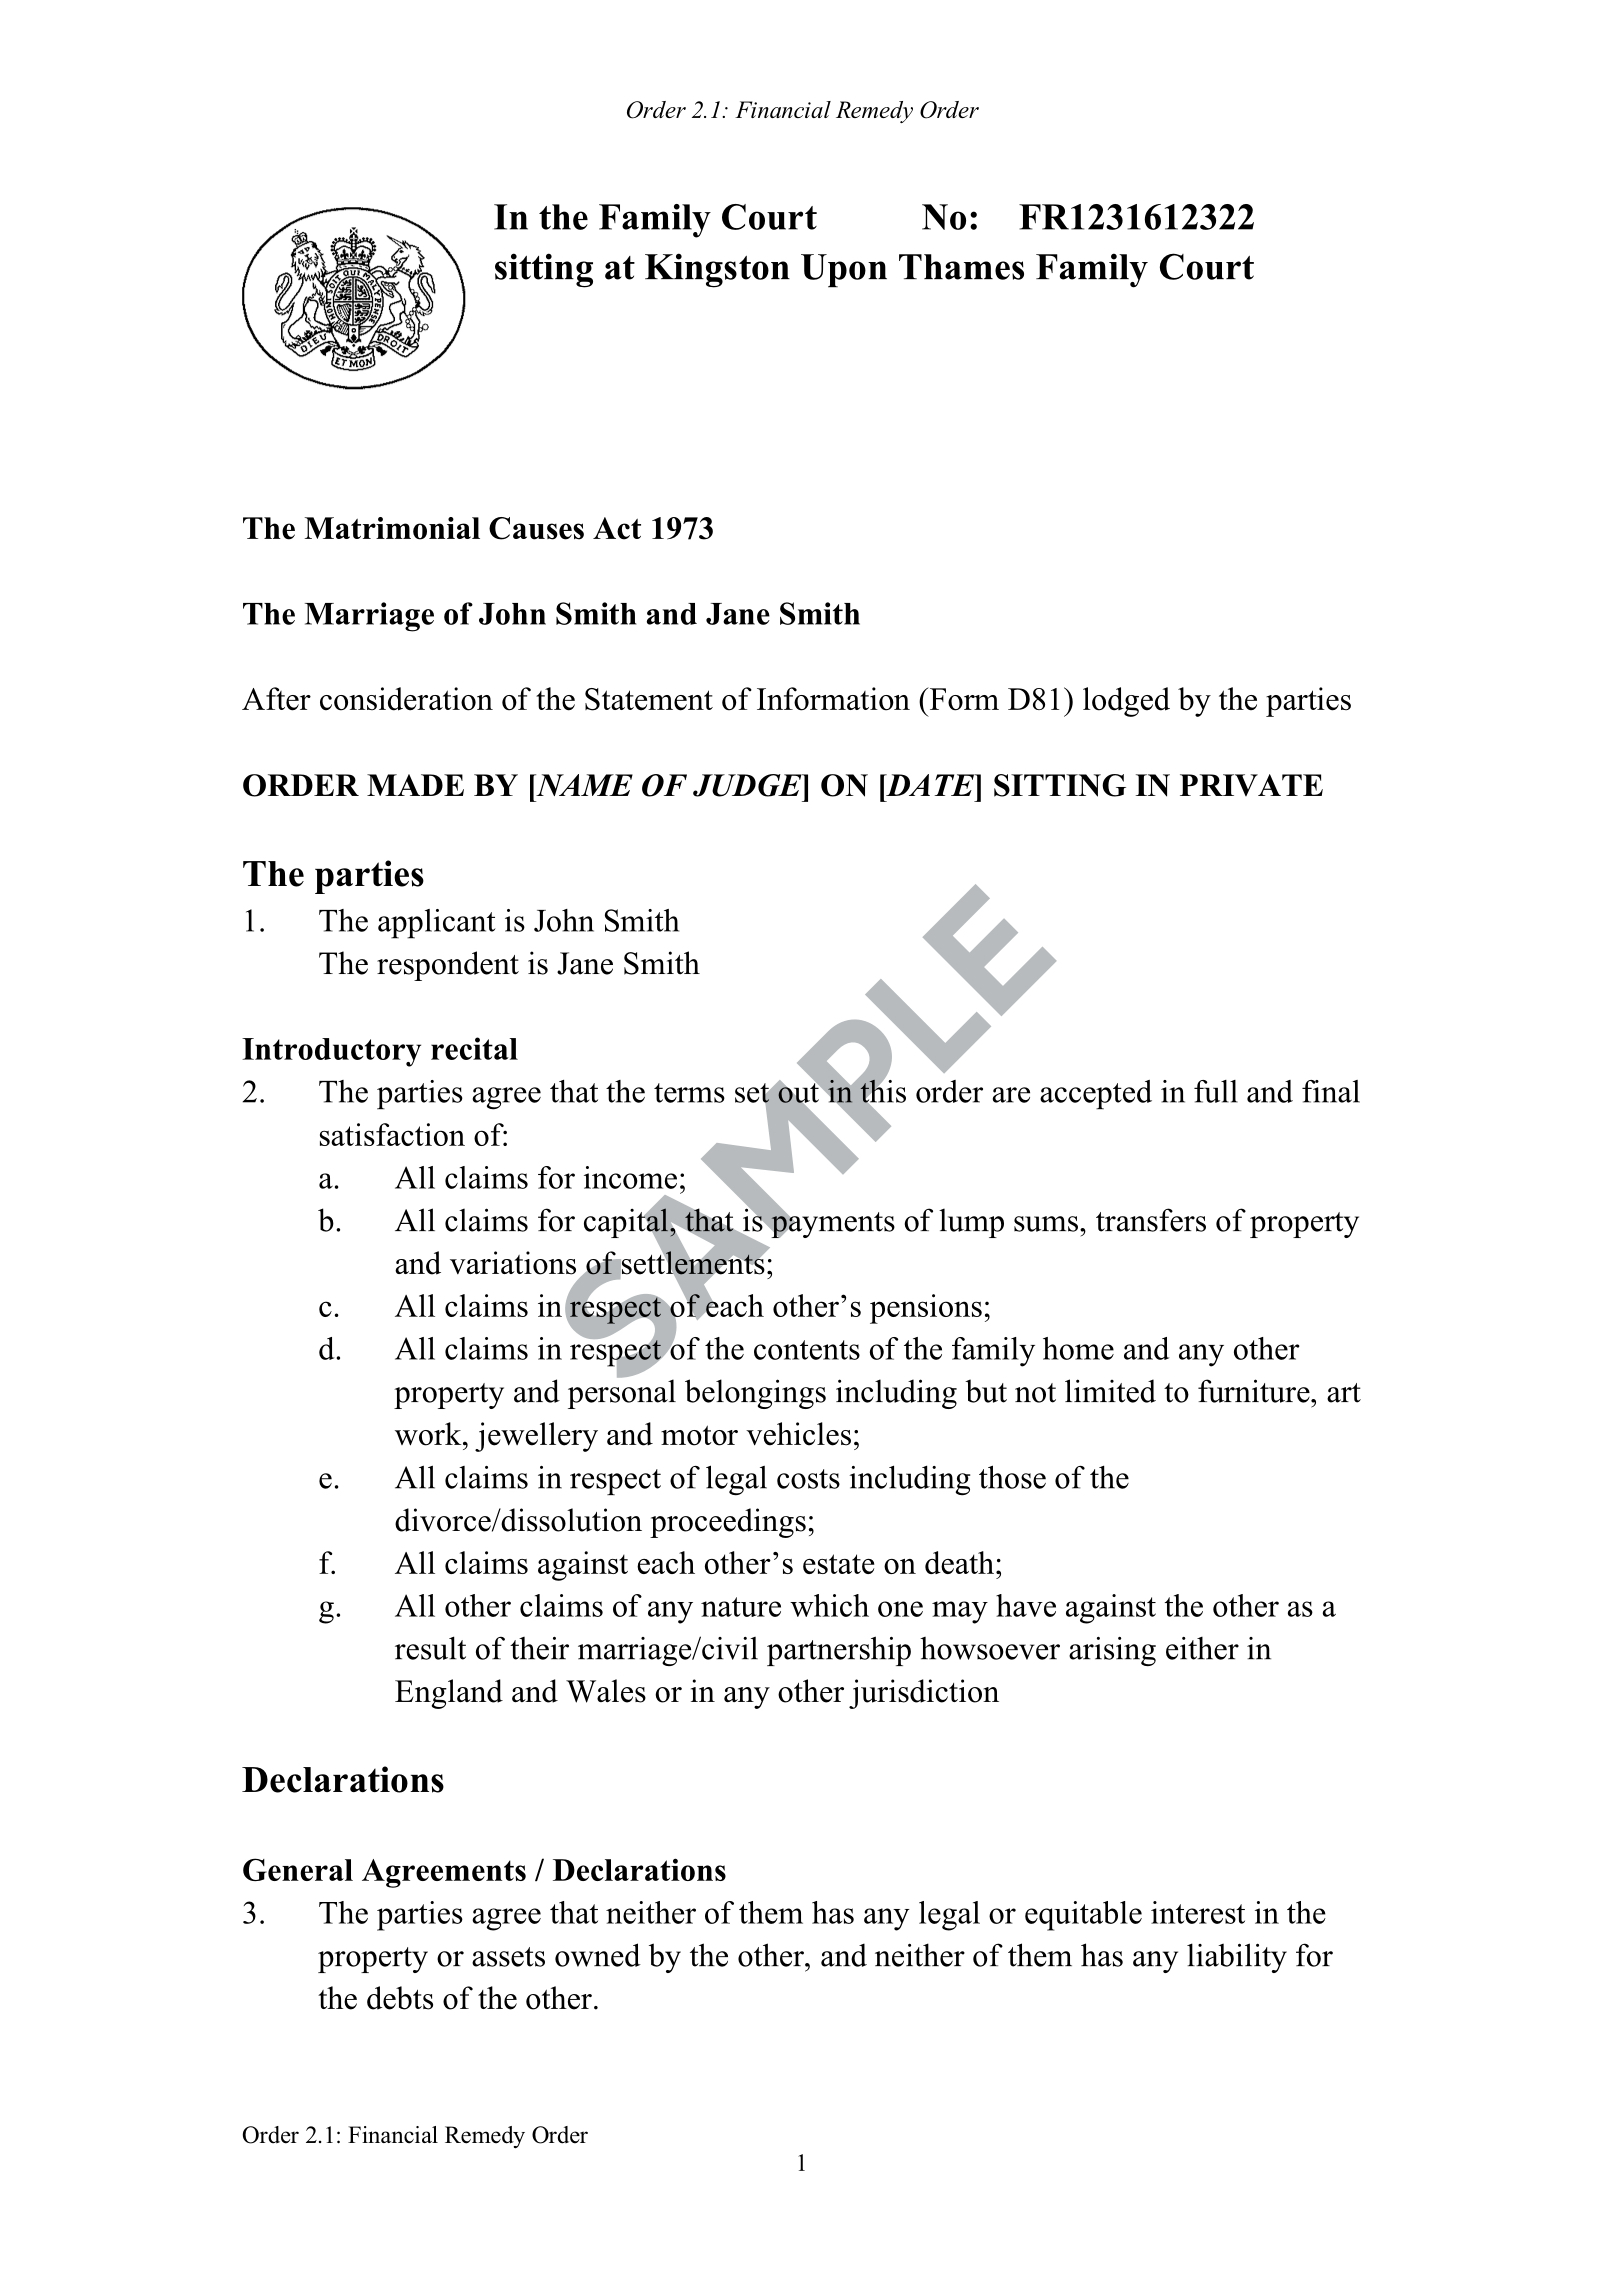 Order 2.1: Financial Remedy Order
In the Family Court No: FR1231612322
sitting at Kingston Upon Thames Family Court
HONI SOIT QUI MAL Y PENSE
DIEU ET MON DROIT
The Matrimonial Causes Act 1973
The Marriage of John Smith and Jane Smith
After consideration of the Statement of Information (Form D81) lodged by the parties
ORDER MADE BY [NAME OF JUDGE] ON [DATE] SITTING IN PRIVATE
The parties
1. The applicant is John Smith
The respondent is Jane Smith
Introductory recital
2. The parties agree that the terms set out in this order are accepted in full and final
satisfaction of:
a. All claims for income;
b. All claims for capital, that is payments of lump sums, transfers of property
and variations of settlements;
c. All claims in respect of each other’s pensions;
d. All claims in respect of the contents of the family home and any other
property and personal belongings including but not limited to furniture, art
work, jewellery and motor vehicles;
e. All claims in respect of legal costs including those of the
divorce/dissolution proceedings;
f. All claims against each other’s estate on death;
g. All other claims of any nature which one may have against the other as a
result of their marriage/civil partnership howsoever arising either in
England and Wales or in any other jurisdiction
SAMPLE
Declarations
General Agreements / Declarations
3. The parties agree that neither of them has any legal or equitable interest in the
property or assets owned by the other, and neither of them has any liability for
the debts of the other.
Order 2.1: Financial Remedy Order
1